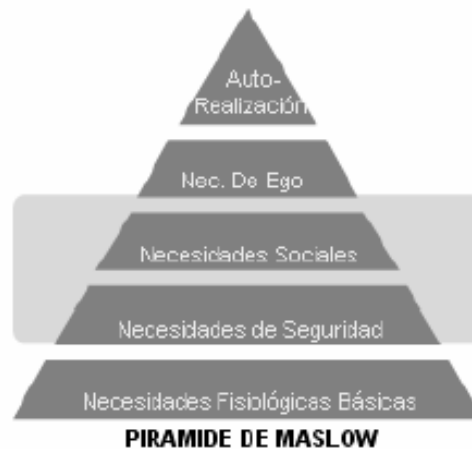 Auto-
Realización
Nec. De Ego
Necesidades Sociales
Necesidades de Seguridad
Necesidades Fisiológicas Básicas
PIRAMIDE DE MASLOW